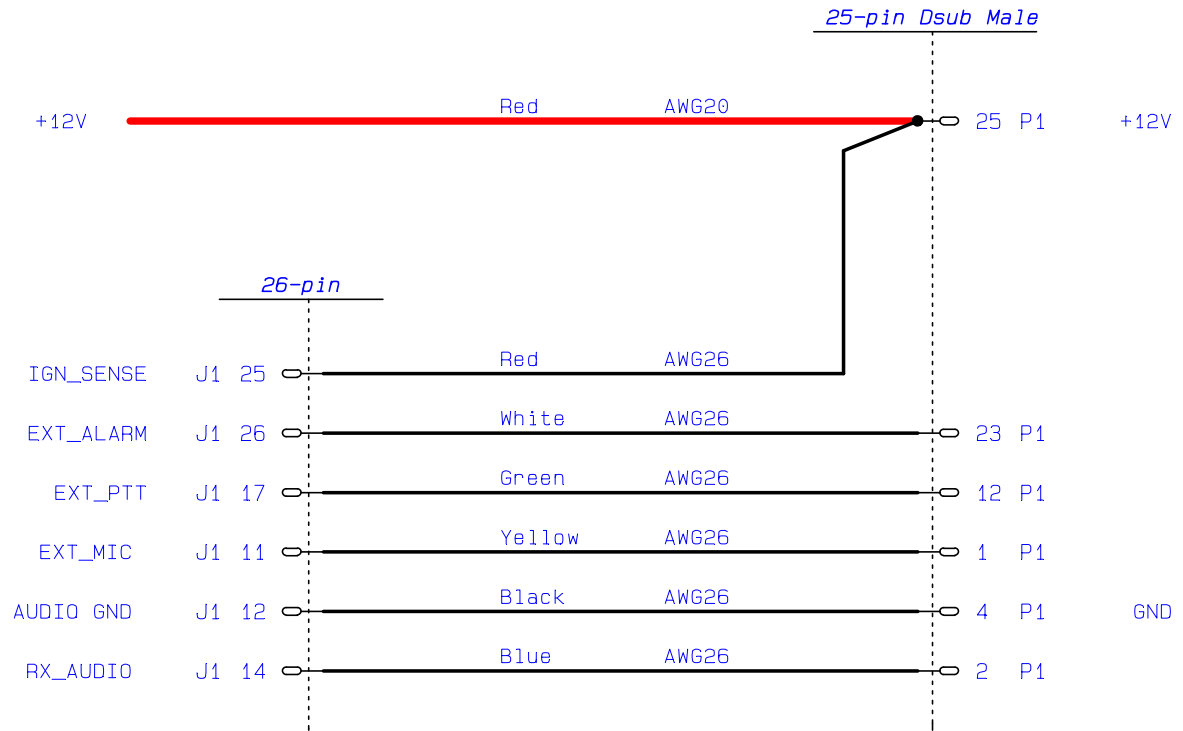 25-pin Dsub Male
Red AWG20
+12V 25 P1 +12V
26-pin
Red AWG26
IGN_SENSE J1 25
White AWG26
EXT_ALARM J1 26 23 P1
Green AWG26
EXT_PTT J1 17 12 P1
Yellow AWG26
EXT_MIC J1 11 1 P1
Black AWG26
AUDIO GND J1 12 4 P1 GND
Blue AWG26
RX_AUDIO J1 14 2 P1